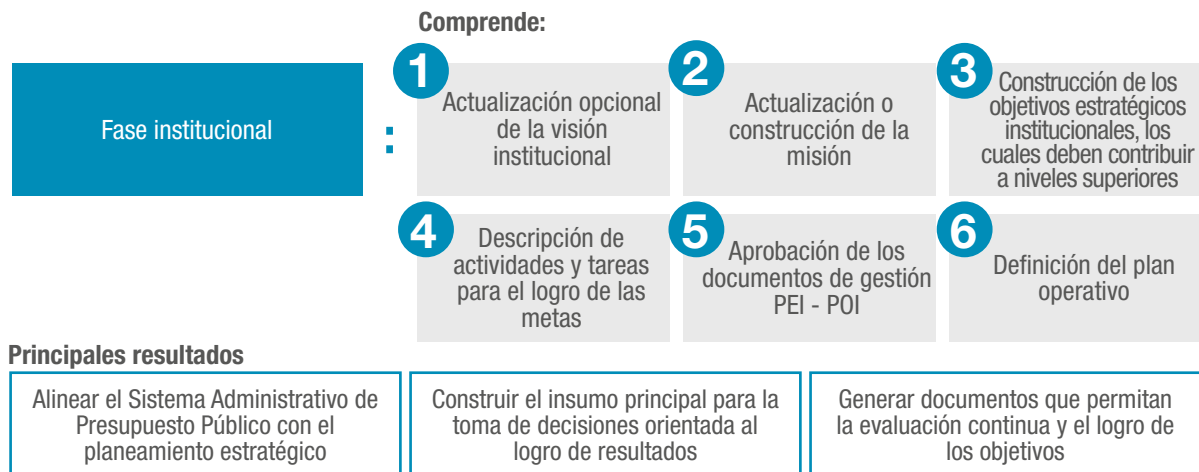 Comprende:
Fase institucional
:
1
Actualización opcional
de la visión
institucional
2
Actualización o
construcción de la
misión
3
Construcción de los
objetivos estratégicos
institucionales, los
cuales deben contribuir
a niveles superiores
4
Descripción de
actividades y tareas
para el logro de las
metas
5
Aprobación de los
documentos de gestión
PEI - POI
6
Definición del plan
operativo
Principales resultados
Alinear el Sistema Administrativo de
Presupuesto Público con el
planeamiento estratégico
Construir el insumo principal para la
toma de decisiones orientada al
logro de resultados
Generar documentos que permitan
la evaluación continua y el logro de
los objetivos